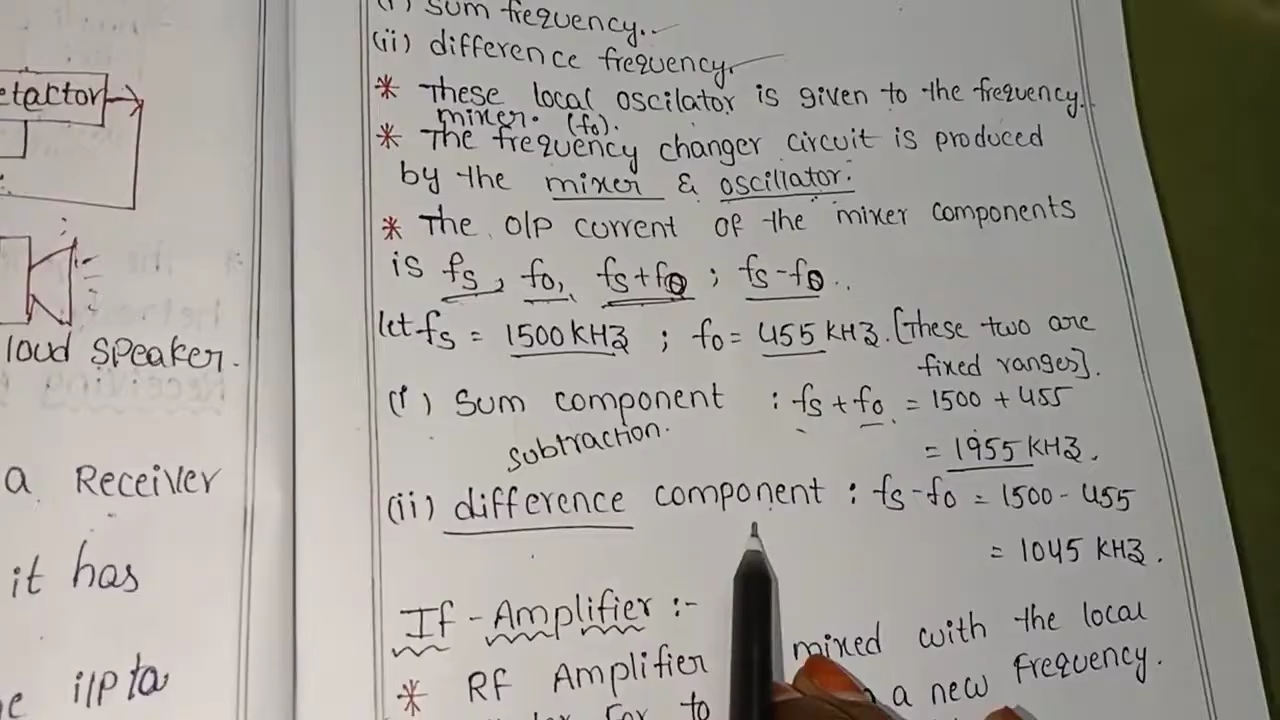 (i) sum frequency.
(ii) difference frequency.
* These local oscilator is given to the frequency.
mixer. (fo).
* The frequency changer circuit is produced
by the mixer & oscillator.
* The O/P current of the mixer components
is fs, fo, fs+fo ; fs-fo..
let fs = 1500 KHz ; fo = 455 KHz. [These two are
fixed ranges].
(i) Sum component : fs + fo = 1500 + 455
subtraction.
= 1955 KHz.
(ii) difference component : fs-fo = 1500 - 455
= 1045 KHz.
If - Amplifier :-
* RF Amplifier mixed with the local
a new frequency.
for to
etactor
loud speaker.
a Receiver
it has
i/p to